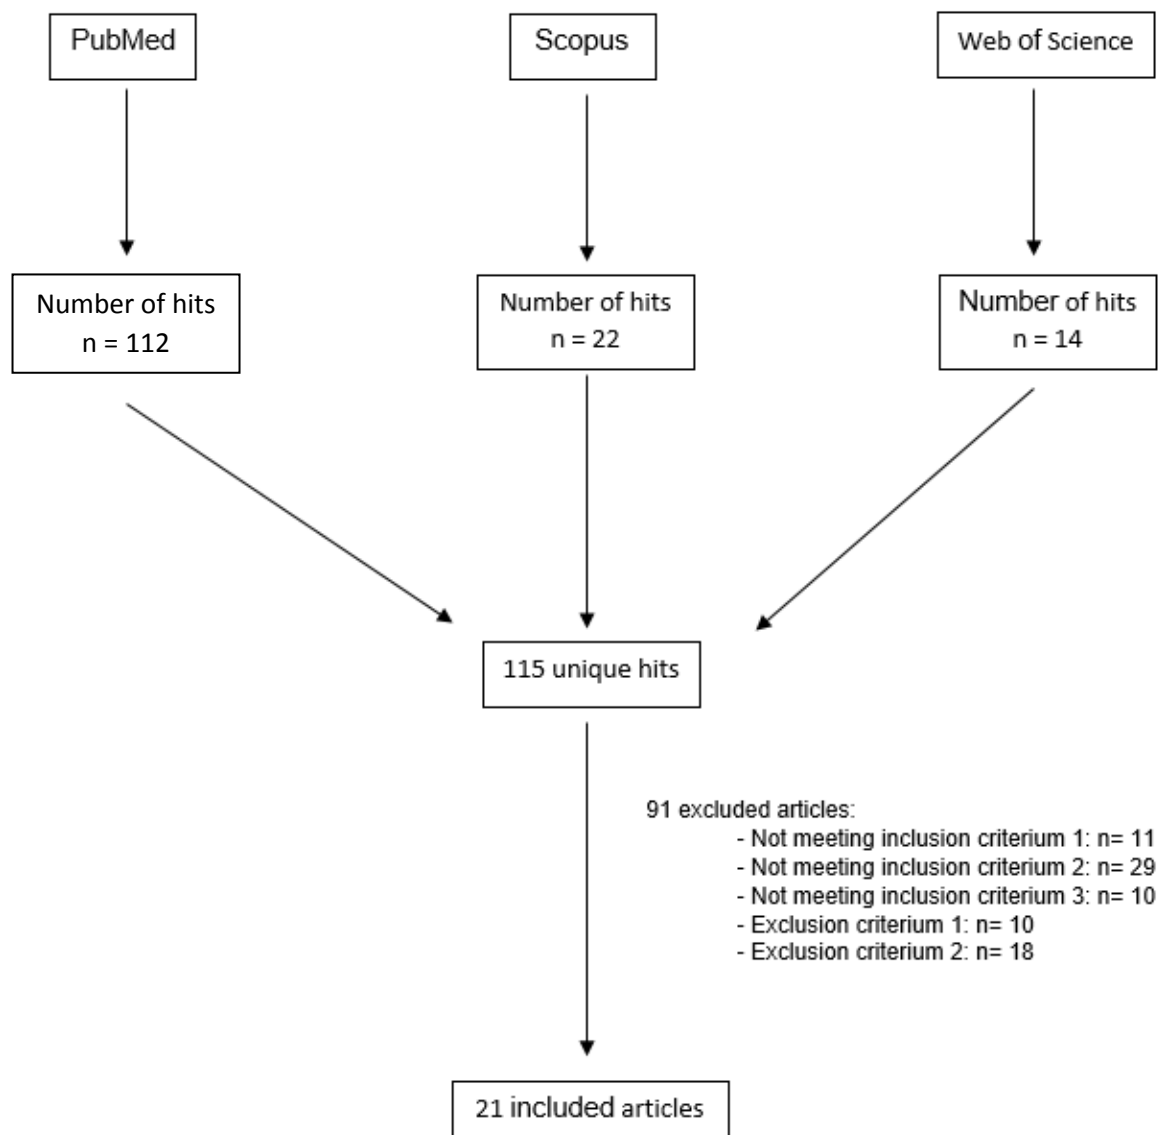 PubMed
Scopus
Web of Science
Number of hits
n = 112
Number of hits
n = 22
Number of hits
n = 14
115 unique hits
91 excluded articles:
- Not meeting inclusion criterium 1: n= 11
- Not meeting inclusion criterium 2: n= 29
- Not meeting inclusion criterium 3: n= 10
- Exclusion criterium 1: n= 10
- Exclusion criterium 2: n= 18
21 included articles